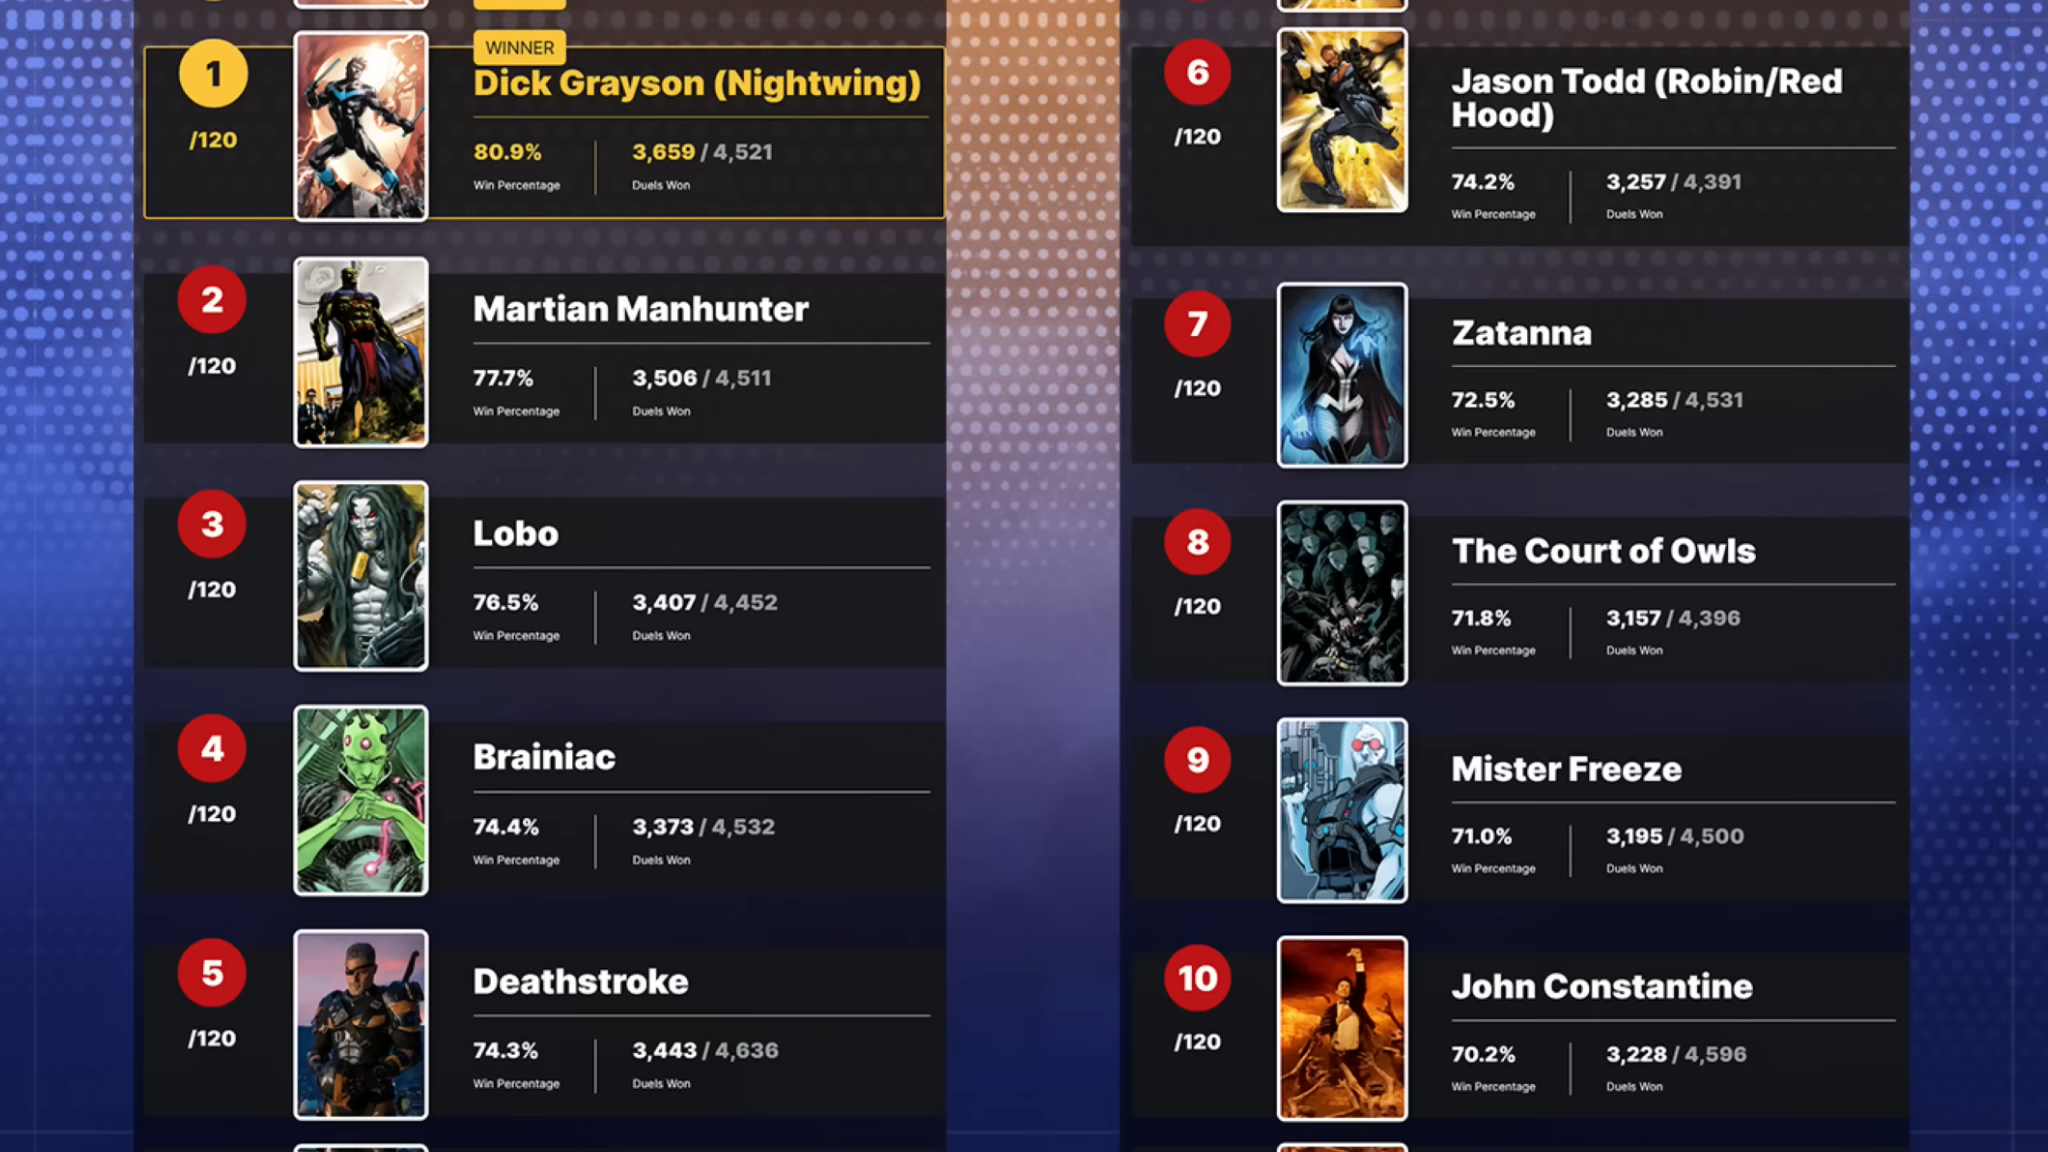 1
/120
WINNER
Dick Grayson (Nightwing)
80.9%
Win Percentage
3,659 / 4,521
Duels Won
2
/120
Martian Manhunter
77.7%
Win Percentage
3,506 / 4,511
Duels Won
3
/120
Lobo
76.5%
Win Percentage
3,407 / 4,452
Duels Won
4
/120
Brainiac
74.4%
Win Percentage
3,373 / 4,532
Duels Won
5
/120
Deathstroke
74.3%
Win Percentage
3,443 / 4,636
Duels Won
6
/120
Jason Todd (Robin/Red
Hood)
74.2%
Win Percentage
3,257 / 4,391
Duels Won
7
/120
Zatanna
72.5%
Win Percentage
3,285 / 4,531
Duels Won
8
/120
The Court of Owls
71.8%
Win Percentage
3,157 / 4,396
Duels Won
9
/120
Mister Freeze
71.0%
Win Percentage
3,195 / 4,500
Duels Won
10
/120
John Constantine
70.2%
Win Percentage
3,228 / 4,596
Duels Won